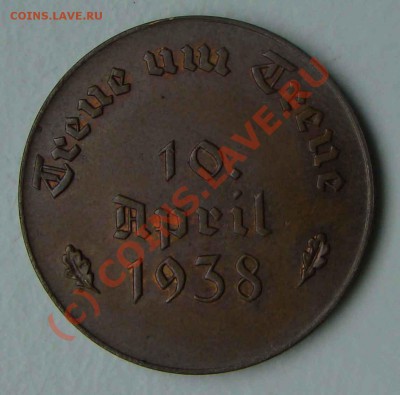 COINS.LAVE.RU
Treue um Treue
10.
April
1938
(c) COINS.LAVE.RU